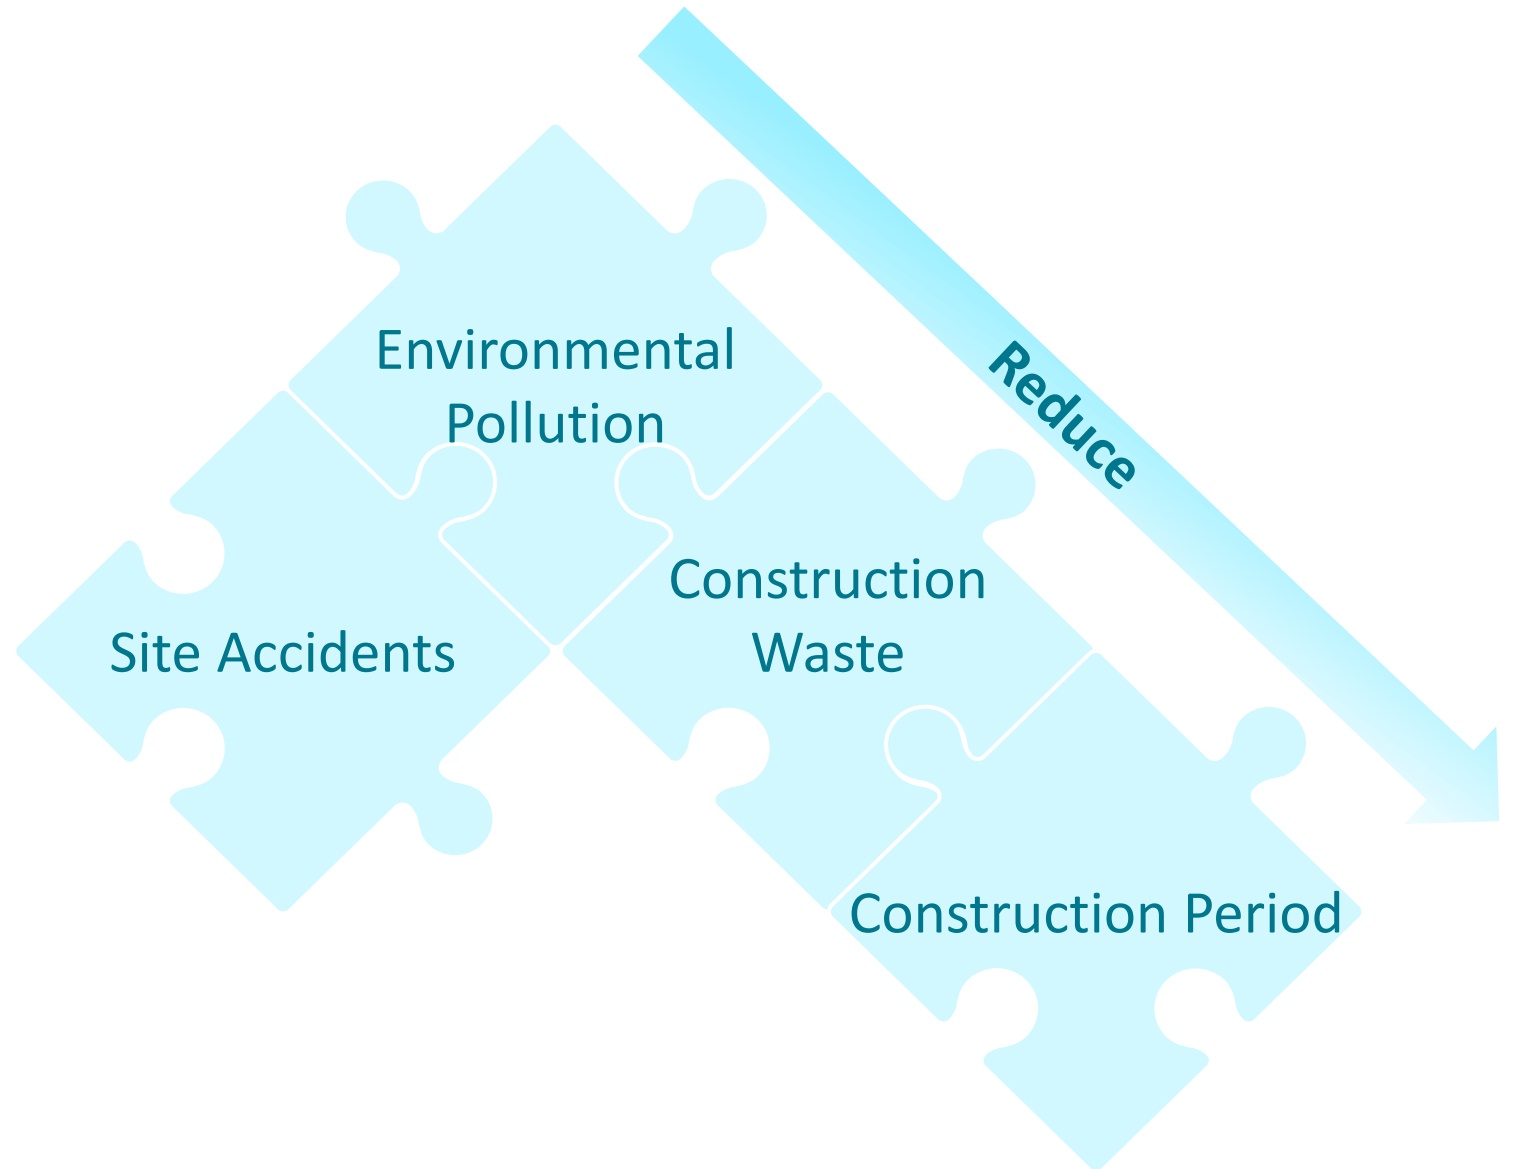 Environmental
Pollution
Reduce
Construction
Waste
Site Accidents
Construction Period